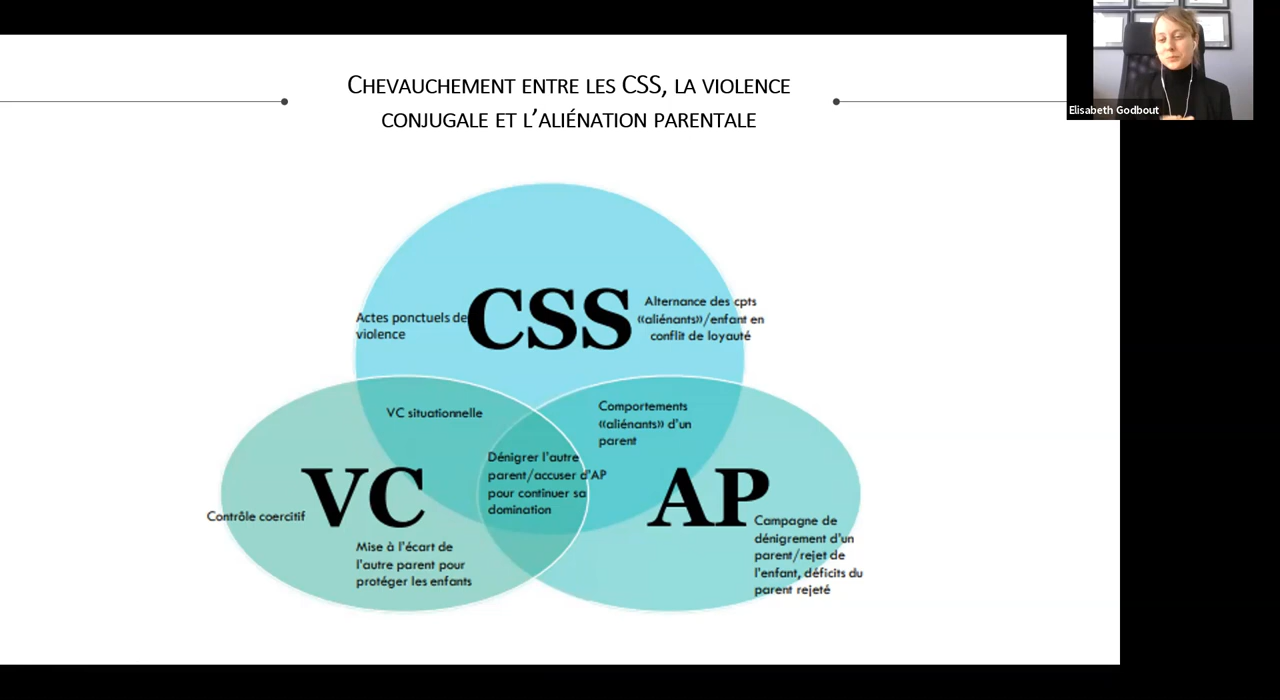 Elisabeth Godbout
CHEVAUCHEMENT ENTRE LES CSS, LA VIOLENCE
CONJUGALE ET L’ALIÉNATION PARENTALE
CSS
Actes ponctuels de
violence
Alternance des cpts
«aliénants»/enfant en
conflit de loyauté
VC situationnelle
Comportements
«aliénants» d’un
parent
Dénigrer l’autre
parent/accuser d’AP
pour continuer sa
domination
VC
Contrôle coercitif
Mise à l’écart de
l’autre parent pour
protéger les enfants
AP
Campagne de
dénigrement d’un
parent/rejet de
l’enfant, déficits du
parent rejeté